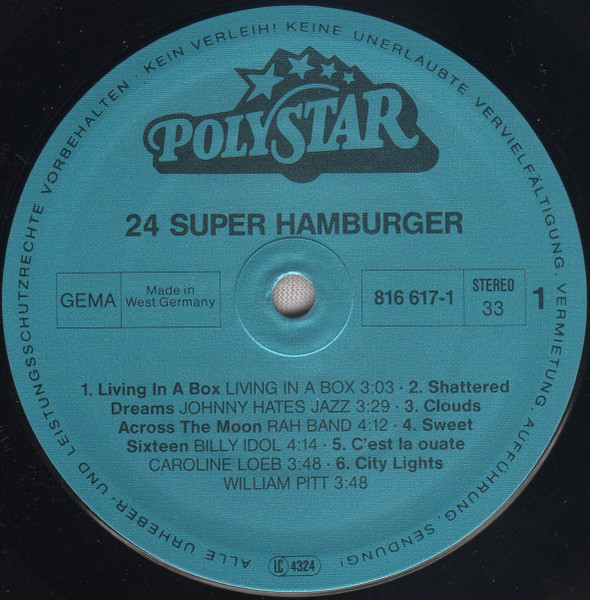 ALLE URHEBER- UND LEISTUNGSSCHUTZRECHTE VORBEHALTEN · KEIN VERLEIH! KEINE UNERLAUBTE VERVIELFÄLTIGUNG, VERMIETUNG, AUFFÜHRUNG, SENDUNG!
POLYSTAR
24 SUPER HAMBURGER
GEMA
Made in
West Germany
816 617-1
STEREO
33
1
1. Living In A Box LIVING IN A BOX 3:03 · 2. Shattered
Dreams JOHNNY HATES JAZZ 3:29 · 3. Clouds
Across The Moon RAH BAND 4:12 · 4. Sweet
Sixteen BILLY IDOL 4:14 · 5. C'est la ouate
CAROLINE LOEB 3:48 · 6. City Lights
WILLIAM PITT 3:48
LC 4324